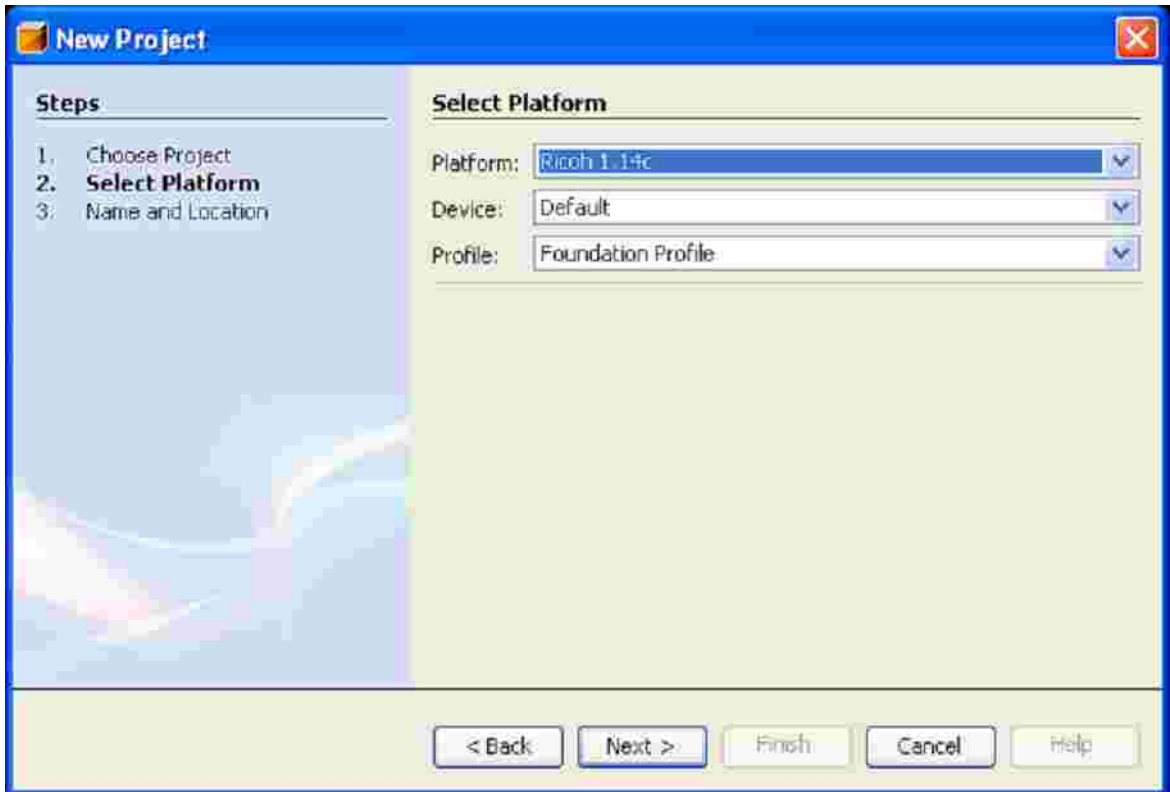 New Project
Steps
1. Choose Project
2. Select Platform
3. Name and Location
Select Platform
Platform: Ricoh 1.14c
Device: Default
Profile: Foundation Profile
< Back Next > Finish Cancel Help